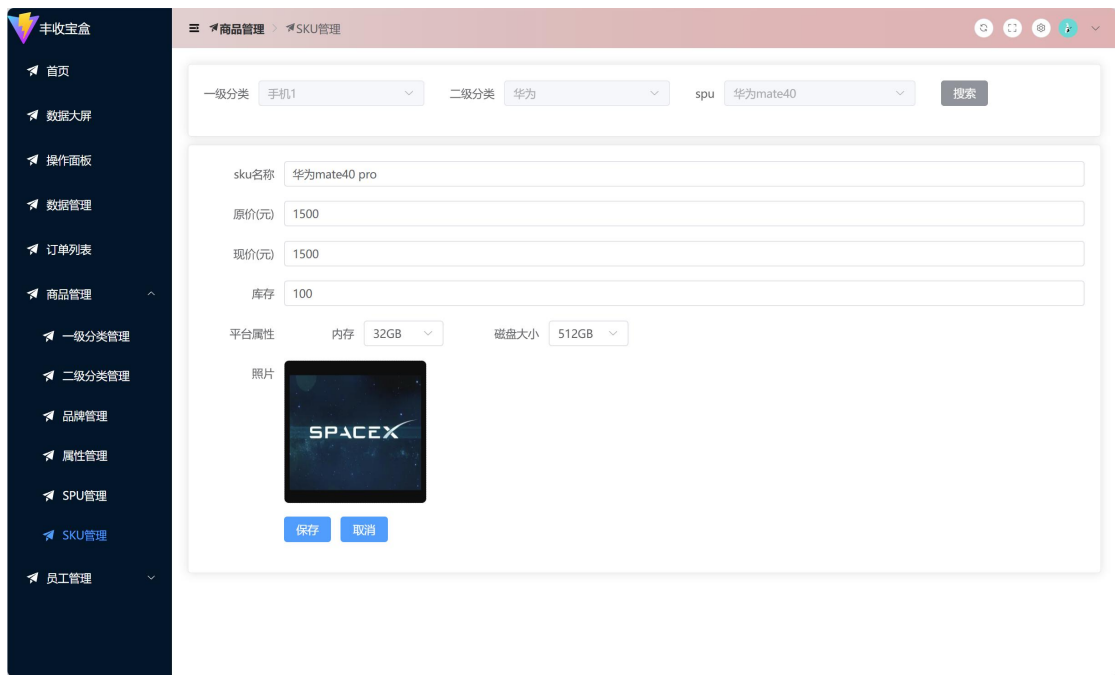 丰收宝盒
商品管理 > SKU管理
首页
数据大屏
操作面板
数据管理
订单列表
商品管理
一级分类管理
二级分类管理
品牌管理
属性管理
SPU管理
SKU管理
员工管理
一级分类 手机1 二级分类 华为 spu 华为mate40 搜索
sku名称 华为mate40 pro
原价(元) 1500
现价(元) 1500
库存 100
平台属性 内存 32GB 磁盘大小 512GB
照片
SPACEX
保存 取消